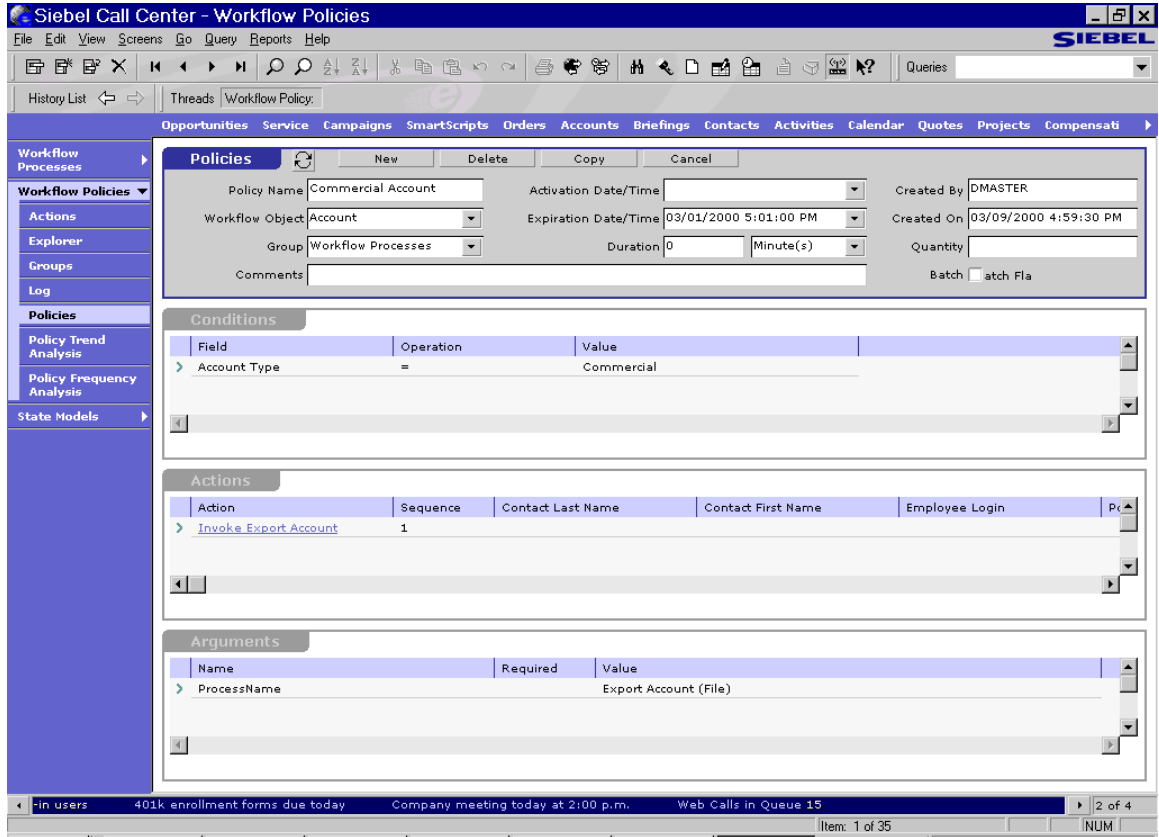 Siebel Call Center - Workflow Policies
File Edit View Screens Go Query Reports Help
SIEBEL
Queries
History List Threads Workflow Policy:
Opportunities Service Campaigns SmartScripts Orders Accounts Briefings Contacts Activities Calendar Quotes Projects Compensati
Workflow Processes
Workflow Policies
Actions
Explorer
Groups
Log
Policies
Policy Trend Analysis
Policy Frequency Analysis
State Models
Policies New Delete Copy Cancel
Policy Name Commercial Account Activation Date/Time Created By DMASTER
Workflow Object Account Expiration Date/Time 03/01/2000 5:01:00 PM Created On 03/09/2000 4:59:30 PM
Group Workflow Processes Duration 0 Minute(s) Quantity
Comments Batch atch Fla
Conditions
Field Operation Value
Account Type = Commercial
Actions
Action Sequence Contact Last Name Contact First Name Employee Login
Invoke Export Account 1
Arguments
Name Required Value
ProcessName Export Account (File)
-in users 401k enrollment forms due today Company meeting today at 2:00 p.m. Web Calls in Queue 15 2 of 4
Item: 1 of 35 NUM